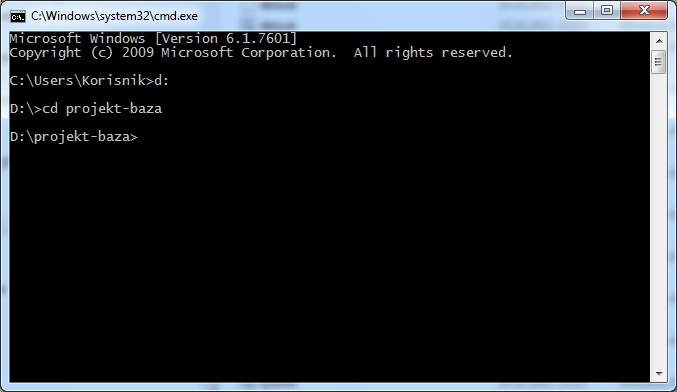 C:\Windows\system32\cmd.exe
Microsoft Windows [Version 6.1.7601]
Copyright (c) 2009 Microsoft Corporation.  All rights reserved.
C:\Users\Korisnik>d:
D:\>cd projekt-baza
D:\projekt-baza>